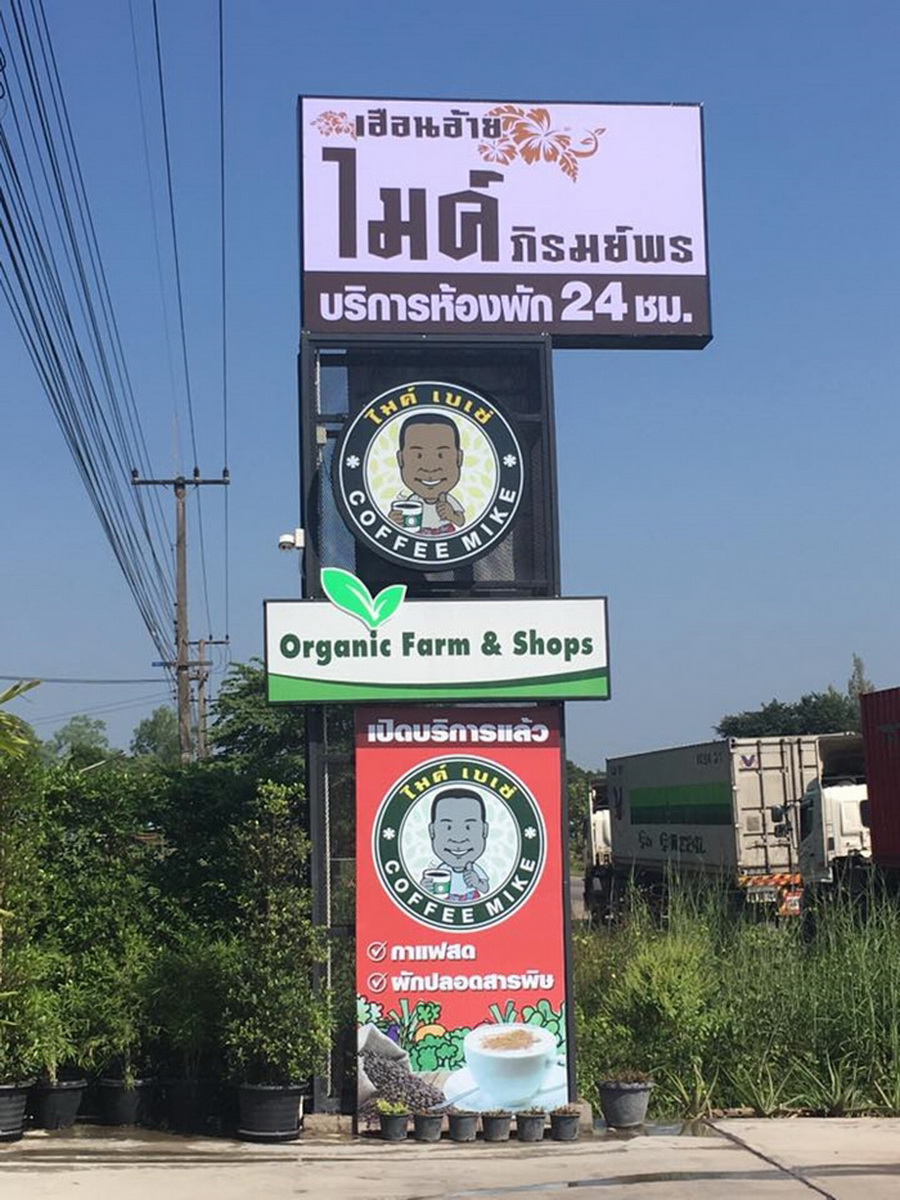 เฮือนอ้าย
ไมค์ ภิรมย์พร
บริการห้องพัก 24 ชม.
ไมค์ เบเช่
COFFEE MIKE
Organic Farm & Shops
เปิดบริการแล้ว
ไมค์ เบเช่
COFFEE MIKE
กาแฟสด
ผักปลอดสารพิษ